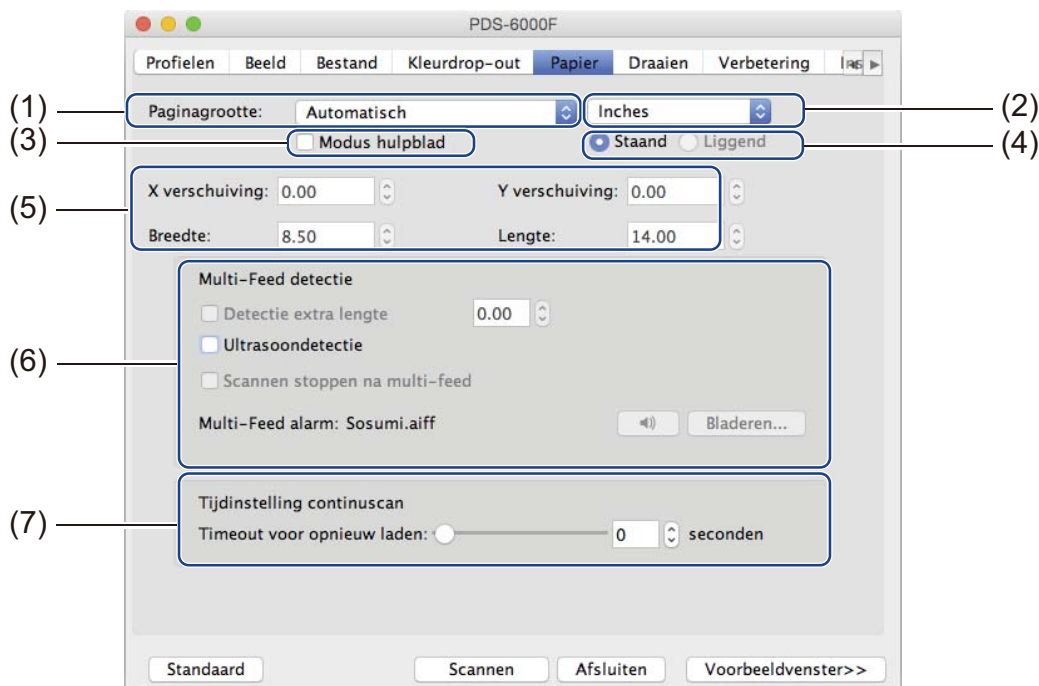 PDS-6000F
Profielen Beeld Bestand Kleurdrop-out Papier Draaien Verbetering
(1) Paginagrootte: Automatisch Inches (2)
(3) Modus hulpblad Staand Liggend (4)
(5) X verschuiving: 0.00 Y verschuiving: 0.00
Breedte: 8.50 Lengte: 14.00
Multi-Feed detectie
Detectie extra lengte 0.00
(6) Ultrasoondetectie
Scannen stoppen na multi-feed
Multi-Feed alarm: Sosumi.aiff Bladeren...
Tijdinstelling continuscan
(7) Timeout voor opnieuw laden: 0 seconden
Standaard Scannen Afsluiten Voorbeeldvenster>>